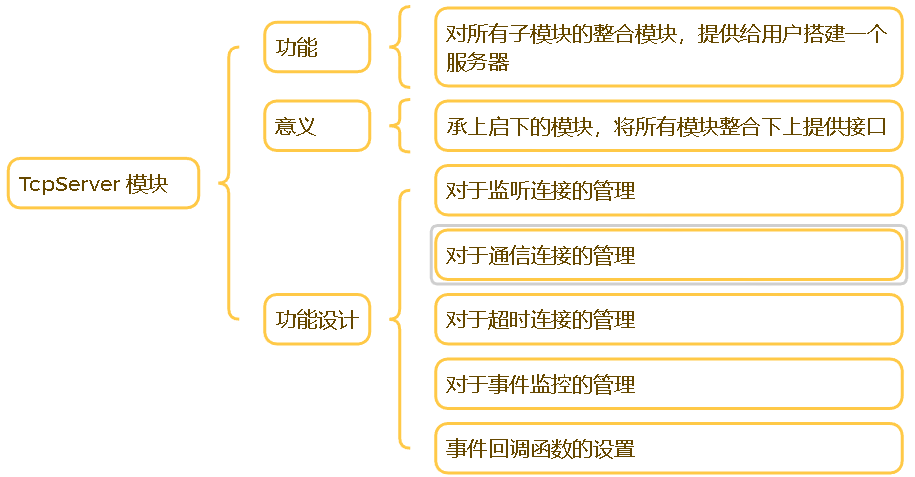 TcpServer 模块
功能
对所有子模块的整合模块，提供给用户搭建一个
服务器
意义
承上启下的模块，将所有模块整合下上提供接口
功能设计
对于监听连接的管理
对于通信连接的管理
对于超时连接的管理
对于事件监控的管理
事件回调函数的设置